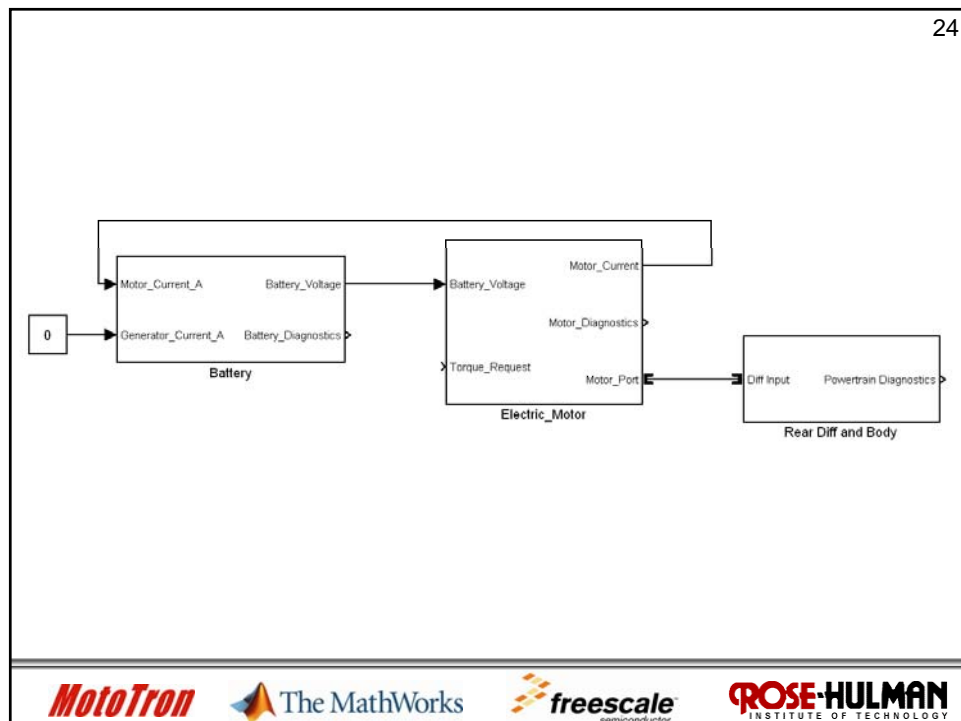 24
Motor_Current_A
Battery_Voltage
Generator_Current_A
Battery_Diagnostics
Battery
0
Battery_Voltage
Motor_Current
Motor_Diagnostics
Torque_Request
Motor_Port
Electric_Motor
Diff Input
Powertrain Diagnostics
Rear Diff and Body
MotoTron
The MathWorks
freescale
semiconductor
ROSE-HULMAN
INSTITUTE OF TECHNOLOGY